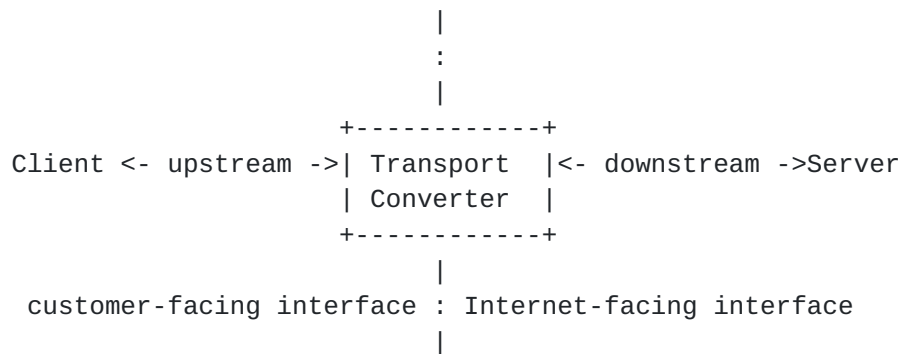 |
:
|
+------------+
Client <- upstream ->| Transport |<- downstream ->Server
| Converter |
+------------+
|
customer-facing interface : Internet-facing interface
|